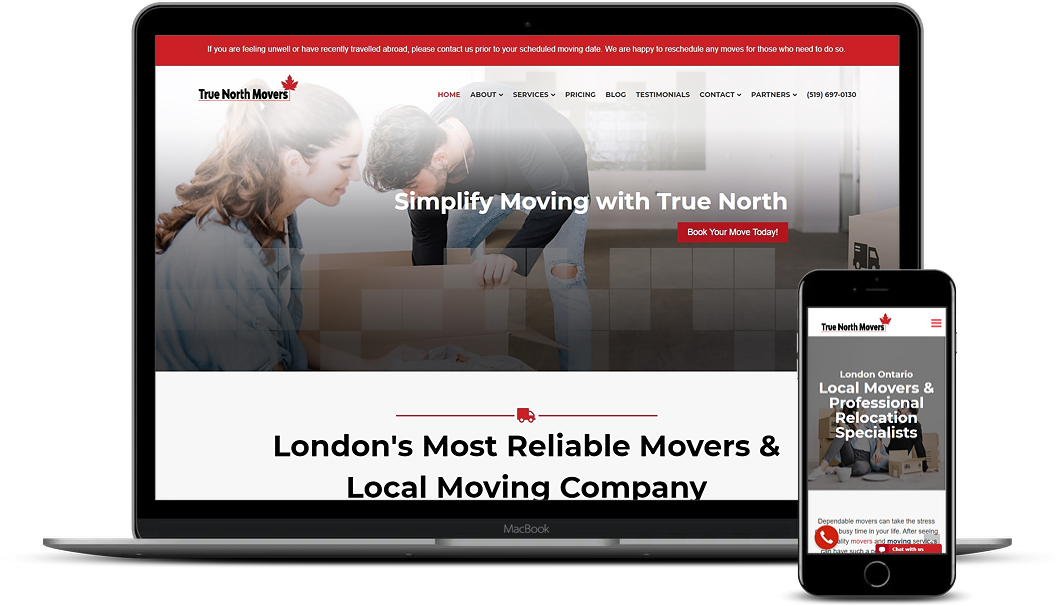 If you are feeling unwell or have recently travelled abroad, please contact us prior to your scheduled moving date. We are happy to reschedule any moves for those who need to do so.
True North Movers
HOME ABOUT SERVICES PRICING BLOG TESTIMONIALS CONTACT PARTNERS (519) 697-0130
Simplify Moving with True North
Book Your Move Today!
London's Most Reliable Movers &
Local Moving Company
MacBook
True North Movers
London Ontario
Local Movers &
Professional
Relocation
Specialists
Dependable movers can take the stress
busy time in your life. After seeing
movers and moving services
can have such a
Chat with us